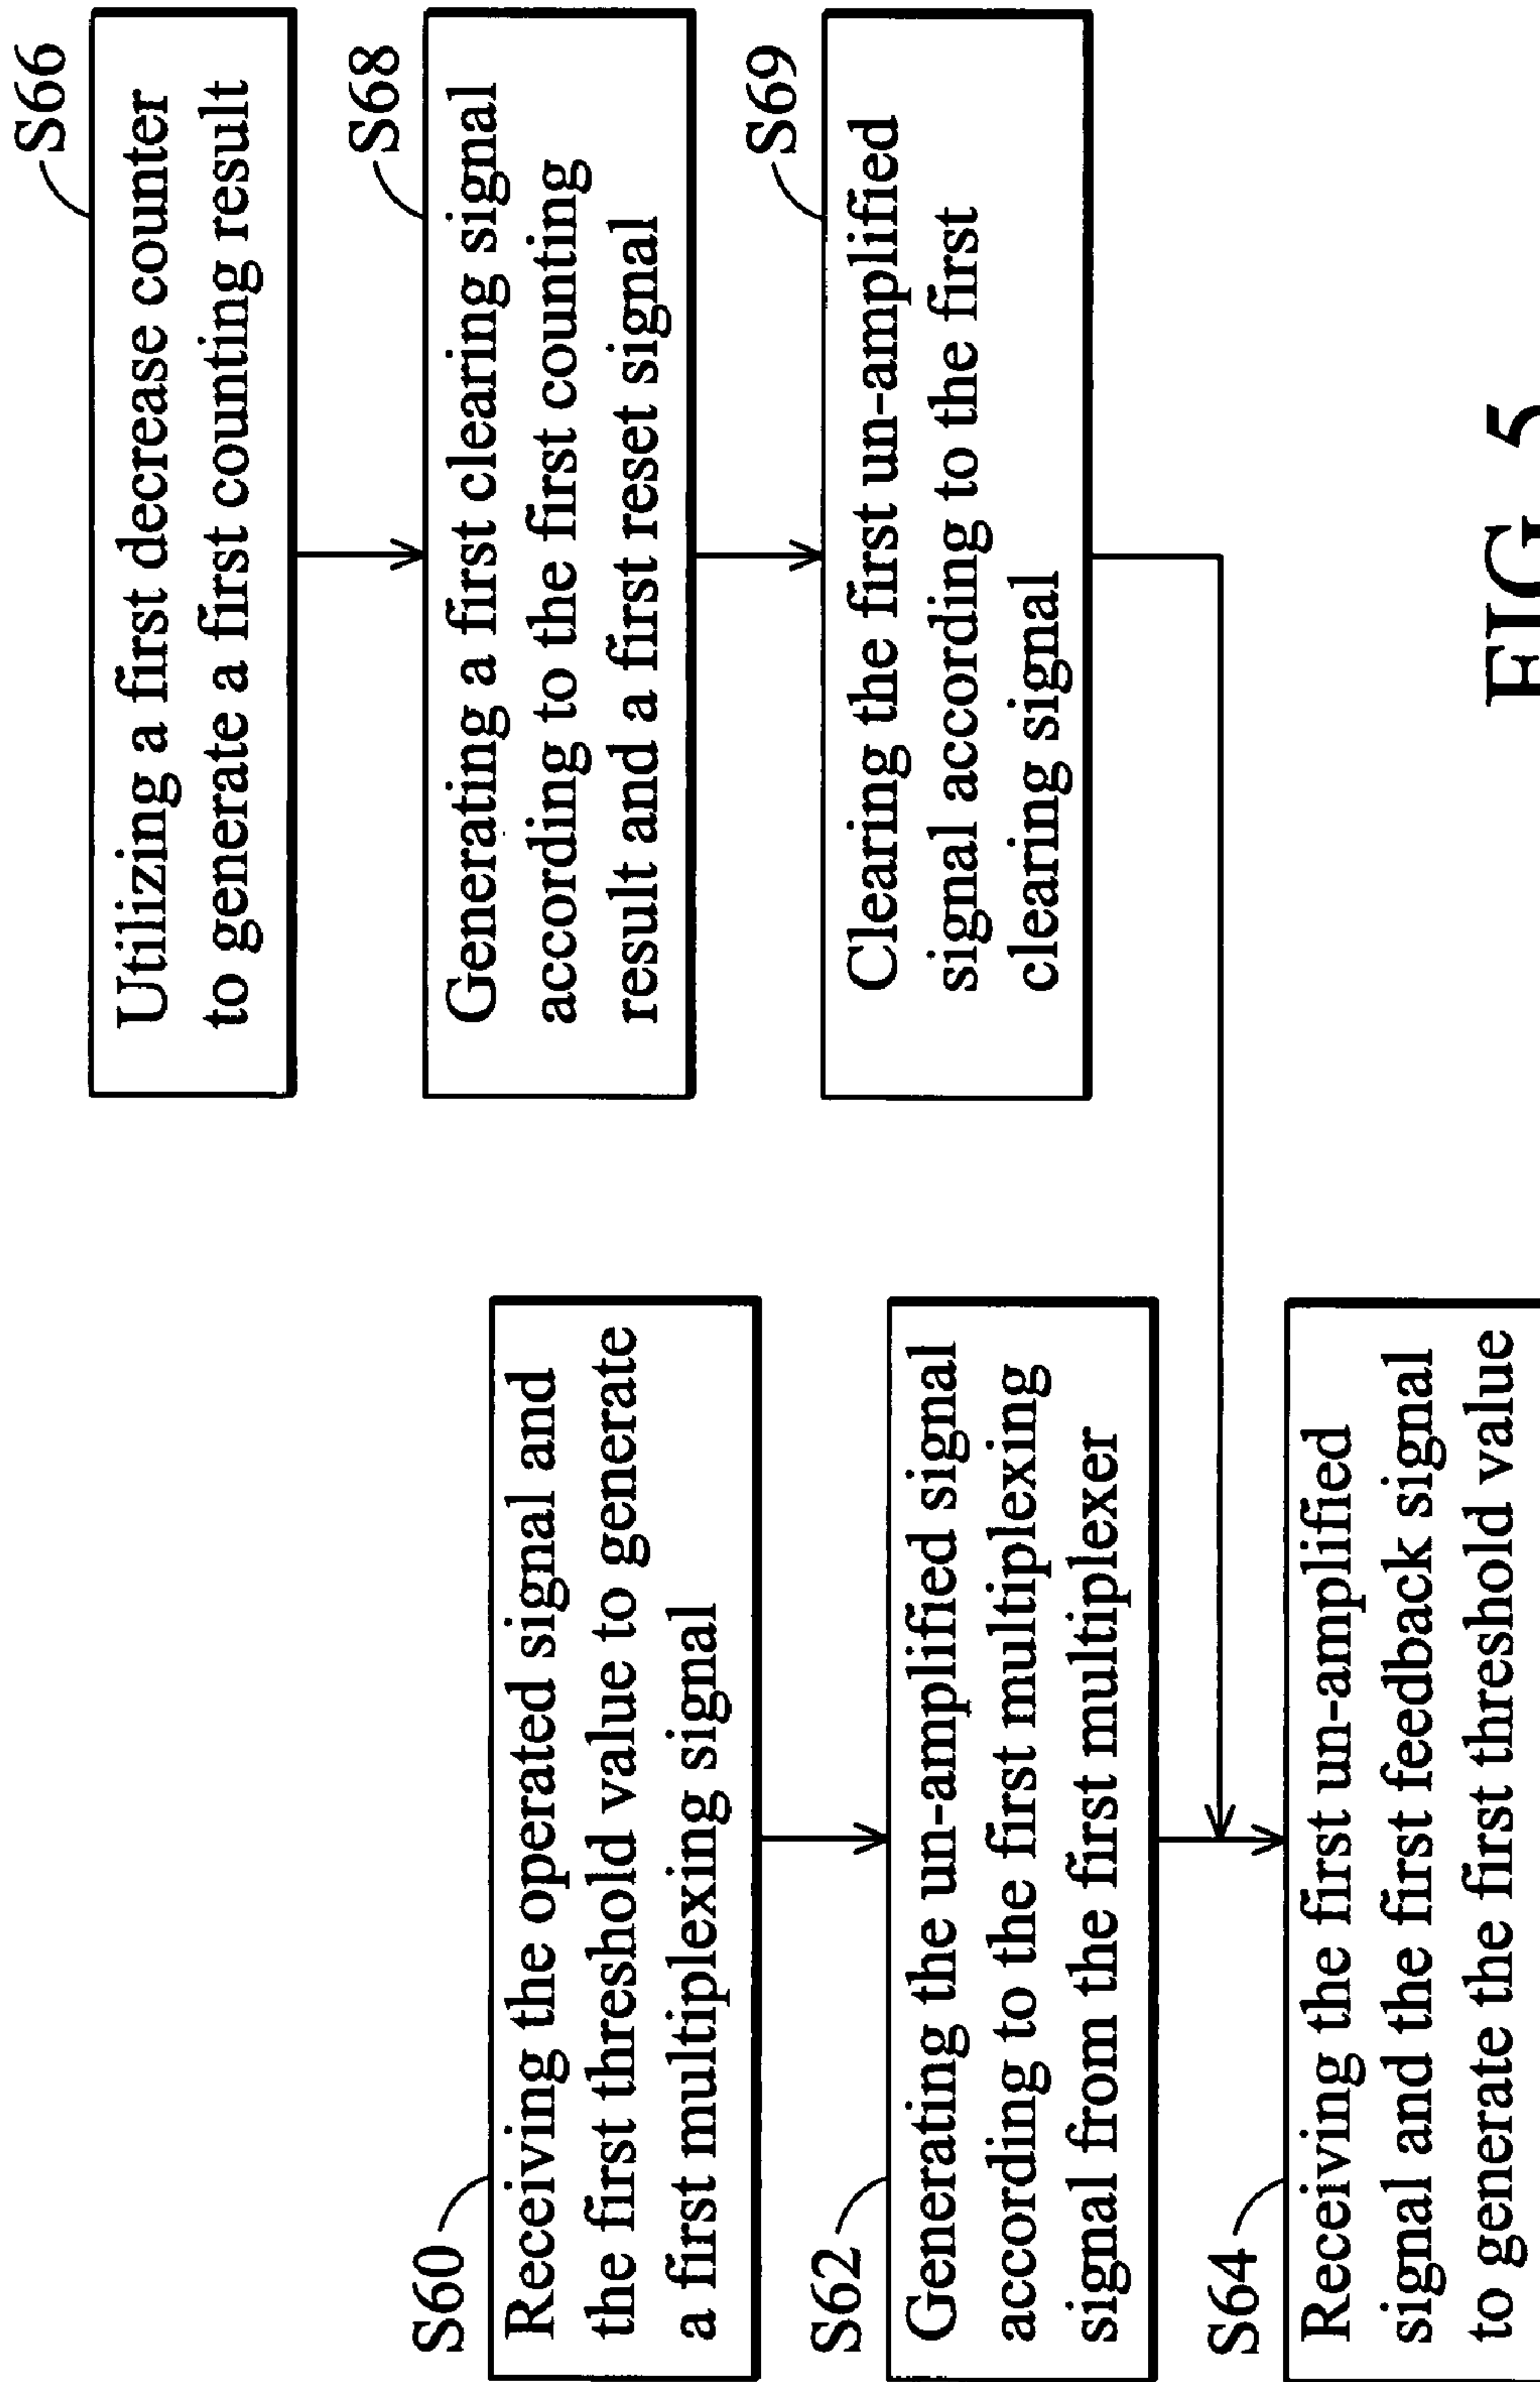 S60
Receiving the operated signal and
the first threshold value to generate
a first multiplexing signal
S62
Generating the un-amplified signal
according to the first multiplexing
signal from the first multiplexer
S64
Receiving the first un-amplified
signal and the first feedback signal
to generate the first threshold value
S66
Utilizing a first decrease counter
to generate a first counting result
S68
Generating a first clearing signal
according to the first counting
result and a first reset signal
S69
Clearing the first un-amplified
signal according to the first
clearing signal
FIG. 5